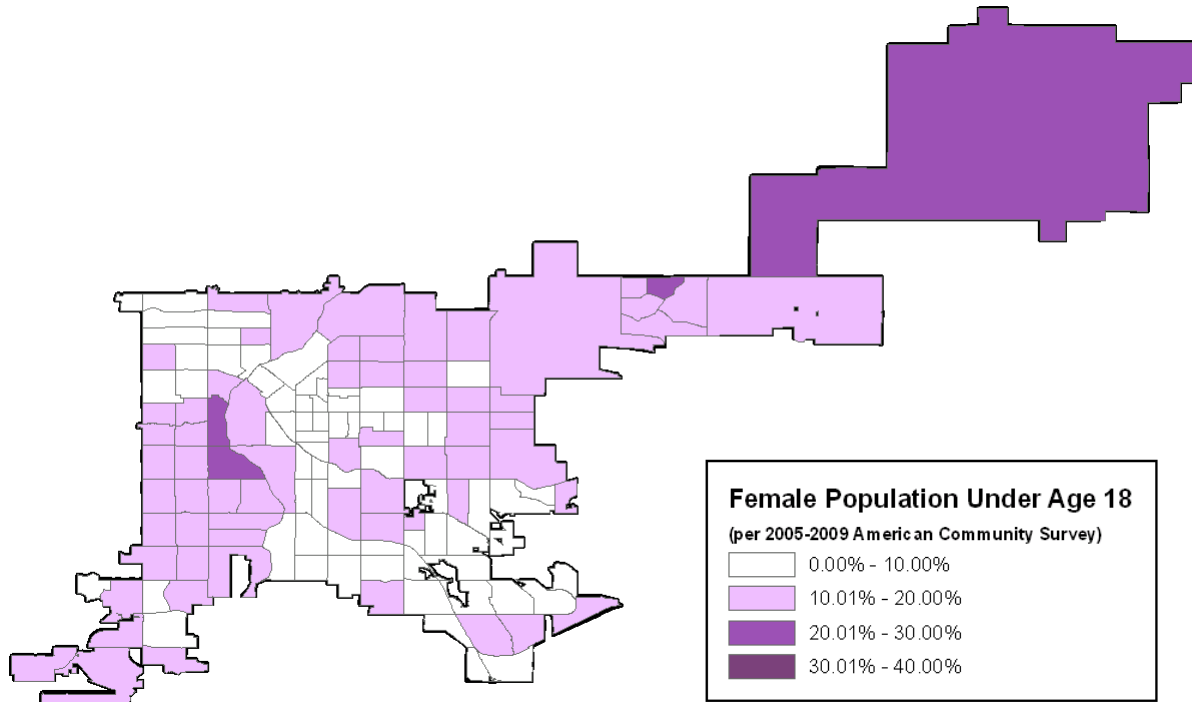 Female Population Under Age 18
(per 2005-2009 American Community Survey)
0.00% - 10.00%
10.01% - 20.00%
20.01% - 30.00%
30.01% - 40.00%